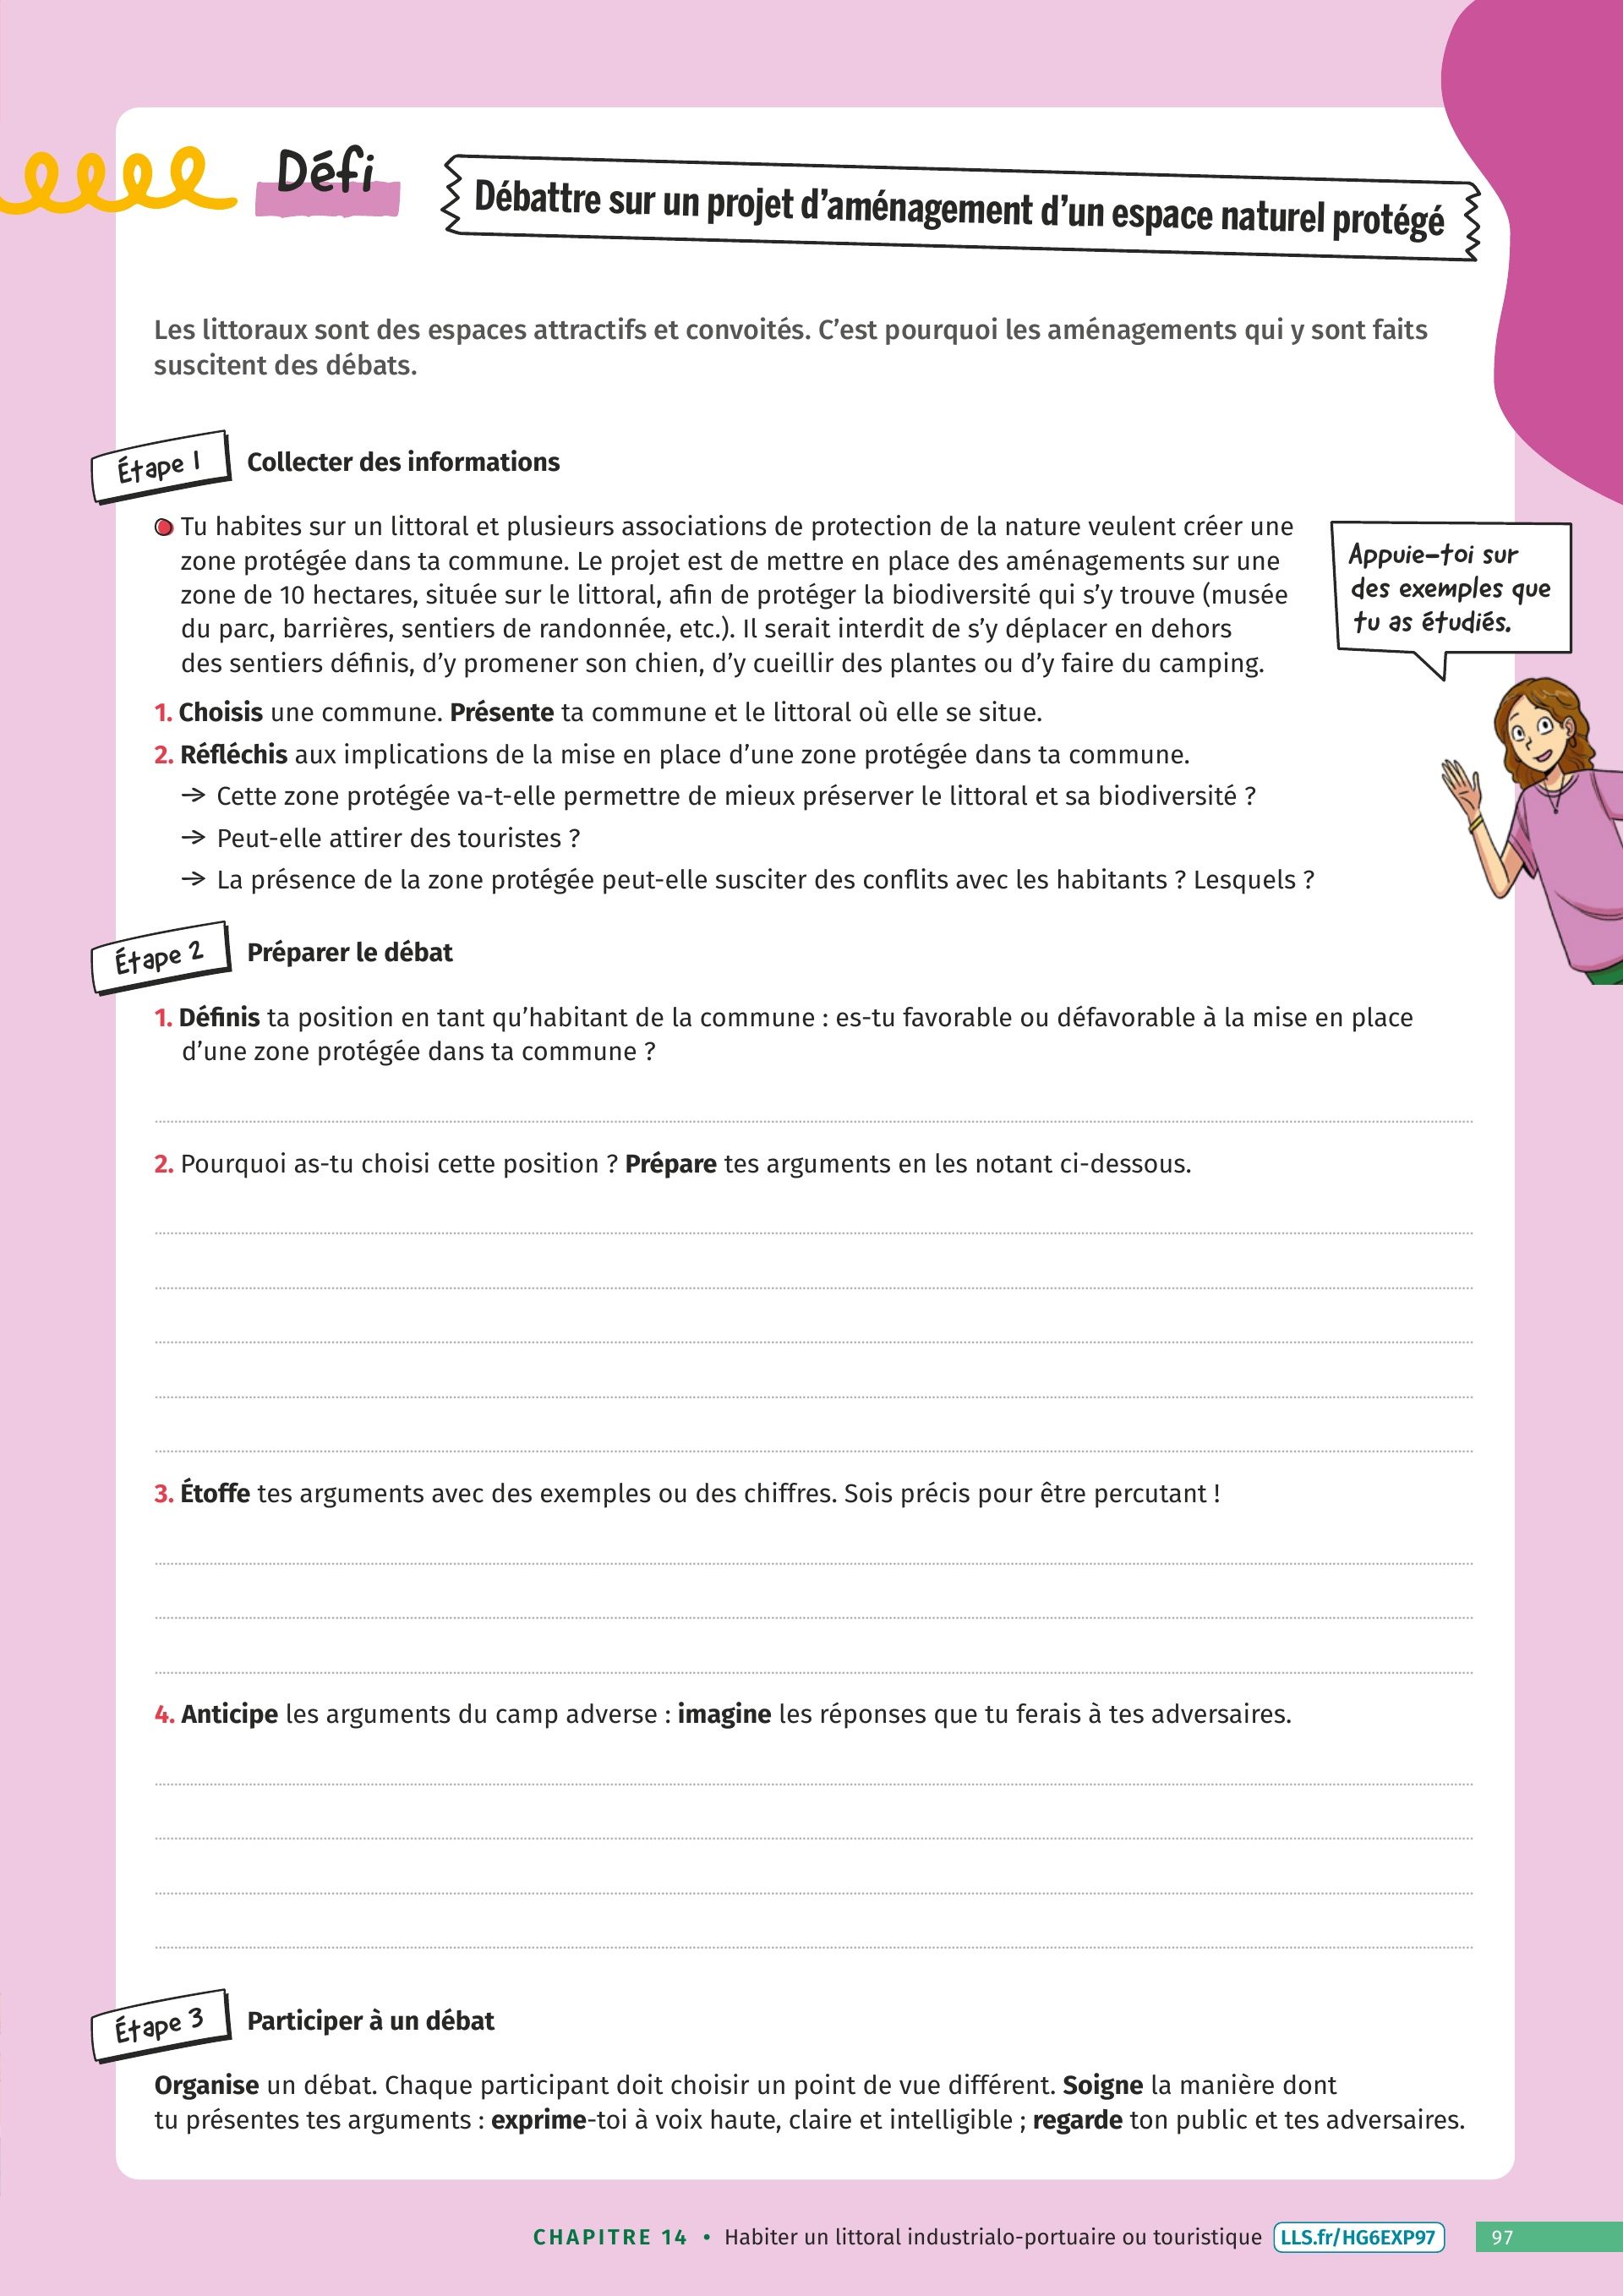 Défi
Débattre sur un projet d’aménagement d’un espace naturel protégé
Les littoraux sont des espaces attractifs et convoités. C’est pourquoi les aménagements qui y sont faits
suscitent des débats.
Étape 1
Collecter des informations
Tu habites sur un littoral et plusieurs associations de protection de la nature veulent créer une
zone protégée dans ta commune. Le projet est de mettre en place des aménagements sur une
zone de 10 hectares, située sur le littoral, afin de protéger la biodiversité qui s’y trouve (musée
du parc, barrières, sentiers de randonnée, etc.). Il serait interdit de s’y déplacer en dehors
des sentiers définis, d’y promener son chien, d’y cueillir des plantes ou d’y faire du camping.
Appuie-toi sur
des exemples que
tu as étudiés.
1. Choisis une commune. Présente ta commune et le littoral où elle se situe.
2. Réfléchis aux implications de la mise en place d’une zone protégée dans ta commune.
→ Cette zone protégée va-t-elle permettre de mieux préserver le littoral et sa biodiversité ?
→ Peut-elle attirer des touristes ?
→ La présence de la zone protégée peut-elle susciter des conflits avec les habitants ? Lesquels ?
Étape 2
Préparer le débat
1. Définis ta position en tant qu’habitant de la commune : es-tu favorable ou défavorable à la mise en place
d’une zone protégée dans ta commune ?
2. Pourquoi as-tu choisi cette position ? Prépare tes arguments en les notant ci-dessous.
3. Étoffe tes arguments avec des exemples ou des chiffres. Sois précis pour être percutant !
4. Anticipe les arguments du camp adverse : imagine les réponses que tu ferais à tes adversaires.
Étape 3
Participer à un débat
Organise un débat. Chaque participant doit choisir un point de vue différent. Soigne la manière dont
tu présentes tes arguments : exprime-toi à voix haute, claire et intelligible ; regarde ton public et tes adversaires.
CHAPITRE 14 • Habiter un littoral industrialo-portuaire ou touristique LLS.fr/HG6EXP97 97